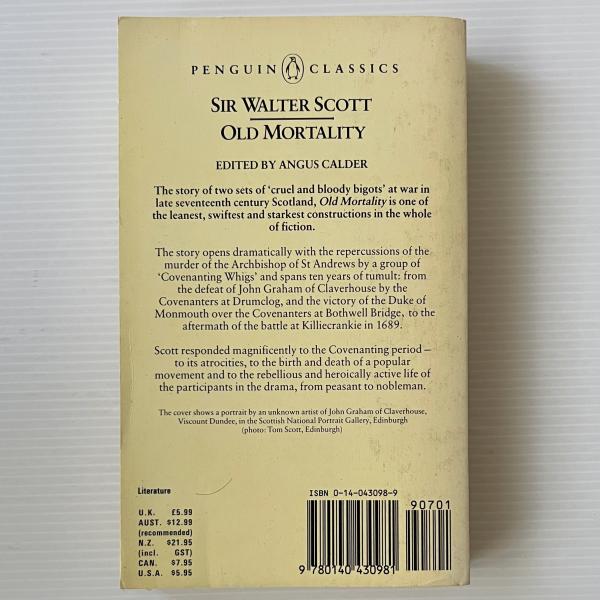 PENGUIN CLASSICS
SIR WALTER SCOTT
OLD MORTALITY
EDITED BY ANGUS CALDER
The story of two sets of ‘cruel and bloody bigots’ at war in
late seventeenth century Scotland, Old Mortality is one of
the leanest, swiftest and starkest constructions in the whole
of fiction.
The story opens dramatically with the repercussions of the
murder of the Archbishop of St Andrews by a group of
‘Covenanting Whigs’ and spans ten years of tumult: from
the defeat of John Graham of Claverhouse by the
Covenanters at Drumclog, and the victory of the Duke of
Monmouth over the Covenanters at Bothwell Bridge, to the
aftermath of the battle at Killiecrankie in 1689.
Scott responded magnificently to the Covenanting period –
to its atrocities, to the birth and death of a popular
movement and to the rebellious and heroically active life of
the participants in the drama, from peasant to nobleman.
The cover shows a portrait by an unknown artist of John Graham of Claverhouse,
Viscount Dundee, in the Scottish National Portrait Gallery, Edinburgh
(photo: Tom Scott, Edinburgh)
Literature
U.K. £5.99
AUST. $12.99
(recommended)
N.Z. $21.95
(incl. GST)
CAN. $7.95
U.S.A. $5.95
ISBN 0-14-043098-9
90701
9 780140 430981